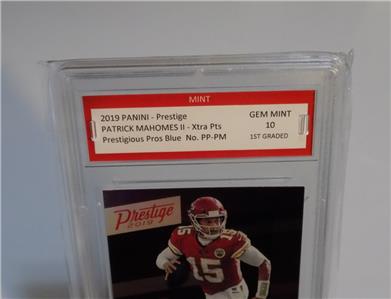 MINT
2019 PANINI - Prestige
PATRICK MAHOMES II - Xtra Pts
Prestigious Pros Blue No. PP-PM
GEM MINT
10
1ST GRADED
Prestige
2019
15
15